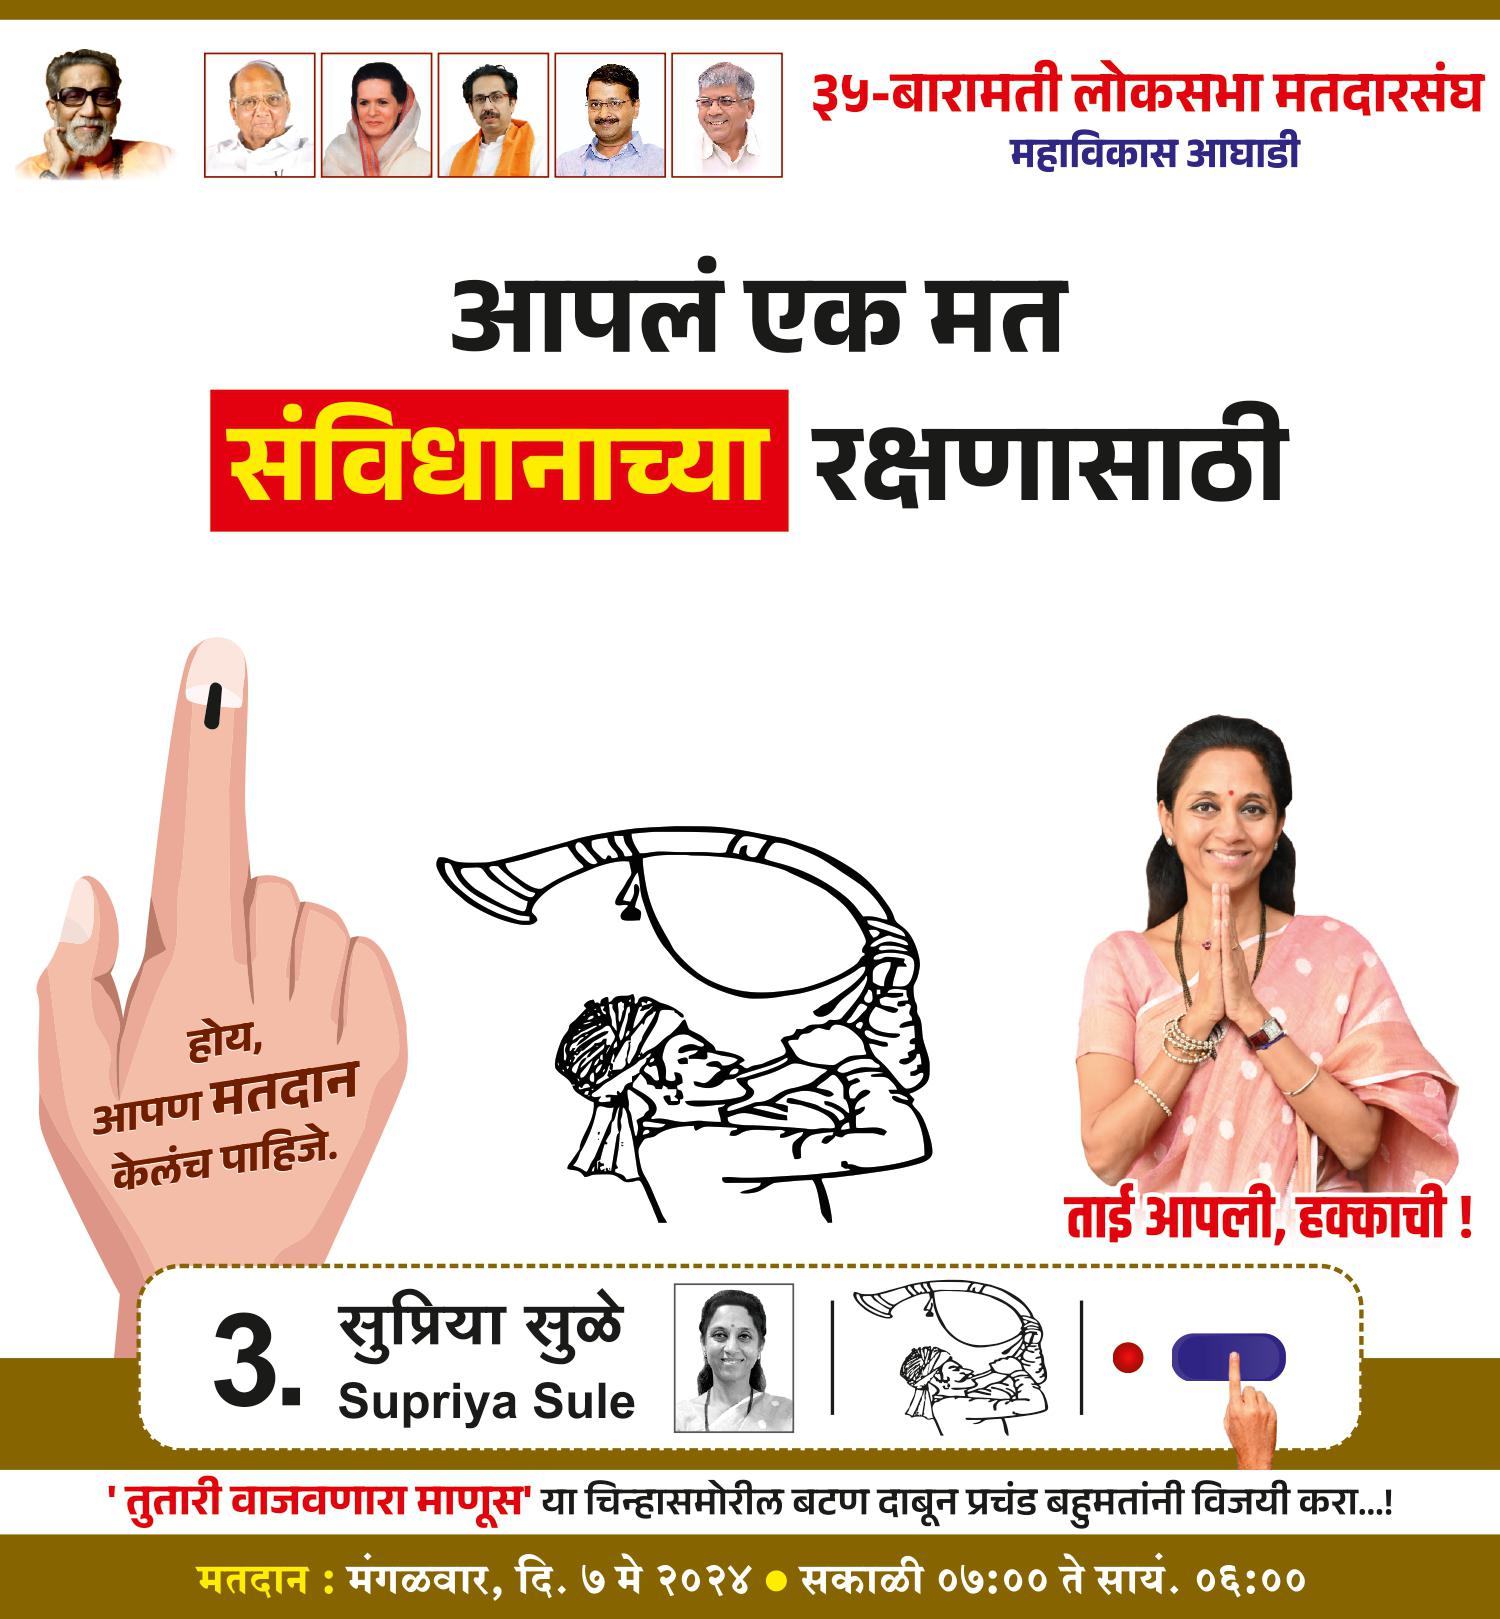 ३५-बारामती लोकसभा मतदारसंघ
महाविकास आघाडी
आपलं एक मत
संविधानाच्या रक्षणासाठी
होय,
आपण मतदान
केलंच पाहिजे.
ताई आपली, हक्काची !
3.
सुप्रिया सुळे
Supriya Sule
' तुतारी वाजवणारा माणूस' या चिन्हासमोरील बटण दाबून प्रचंड बहुमतांनी विजयी करा...!
मतदान : मंगळवार, दि. ७ मे २०२४ ● सकाळी ०७:०० ते सायं. ०६:००